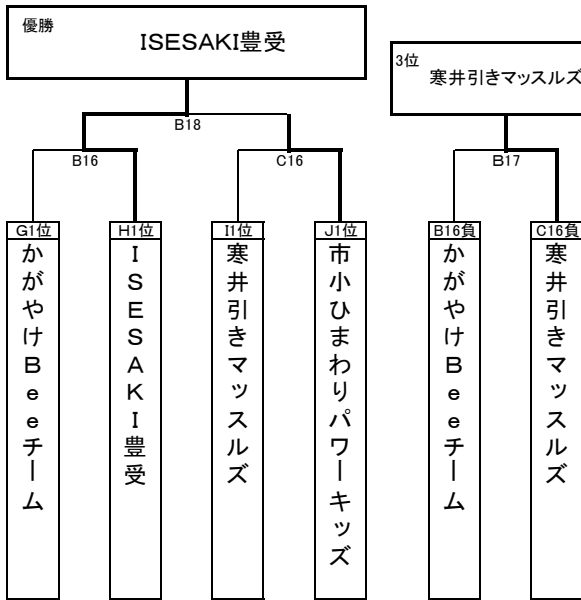 優勝
ISESAKI豊受
3位
寒井引きマッスルズ
B18
B16
C16
B17
G1位
H1位
I1位
J1位
B16負
C16負
かがやけBeeチーム
ISESAKI豊受
寒井引きマッスルズ
市小ひまわりパワーキッズ
かがやけBeeチーム
寒井引きマッスルズ